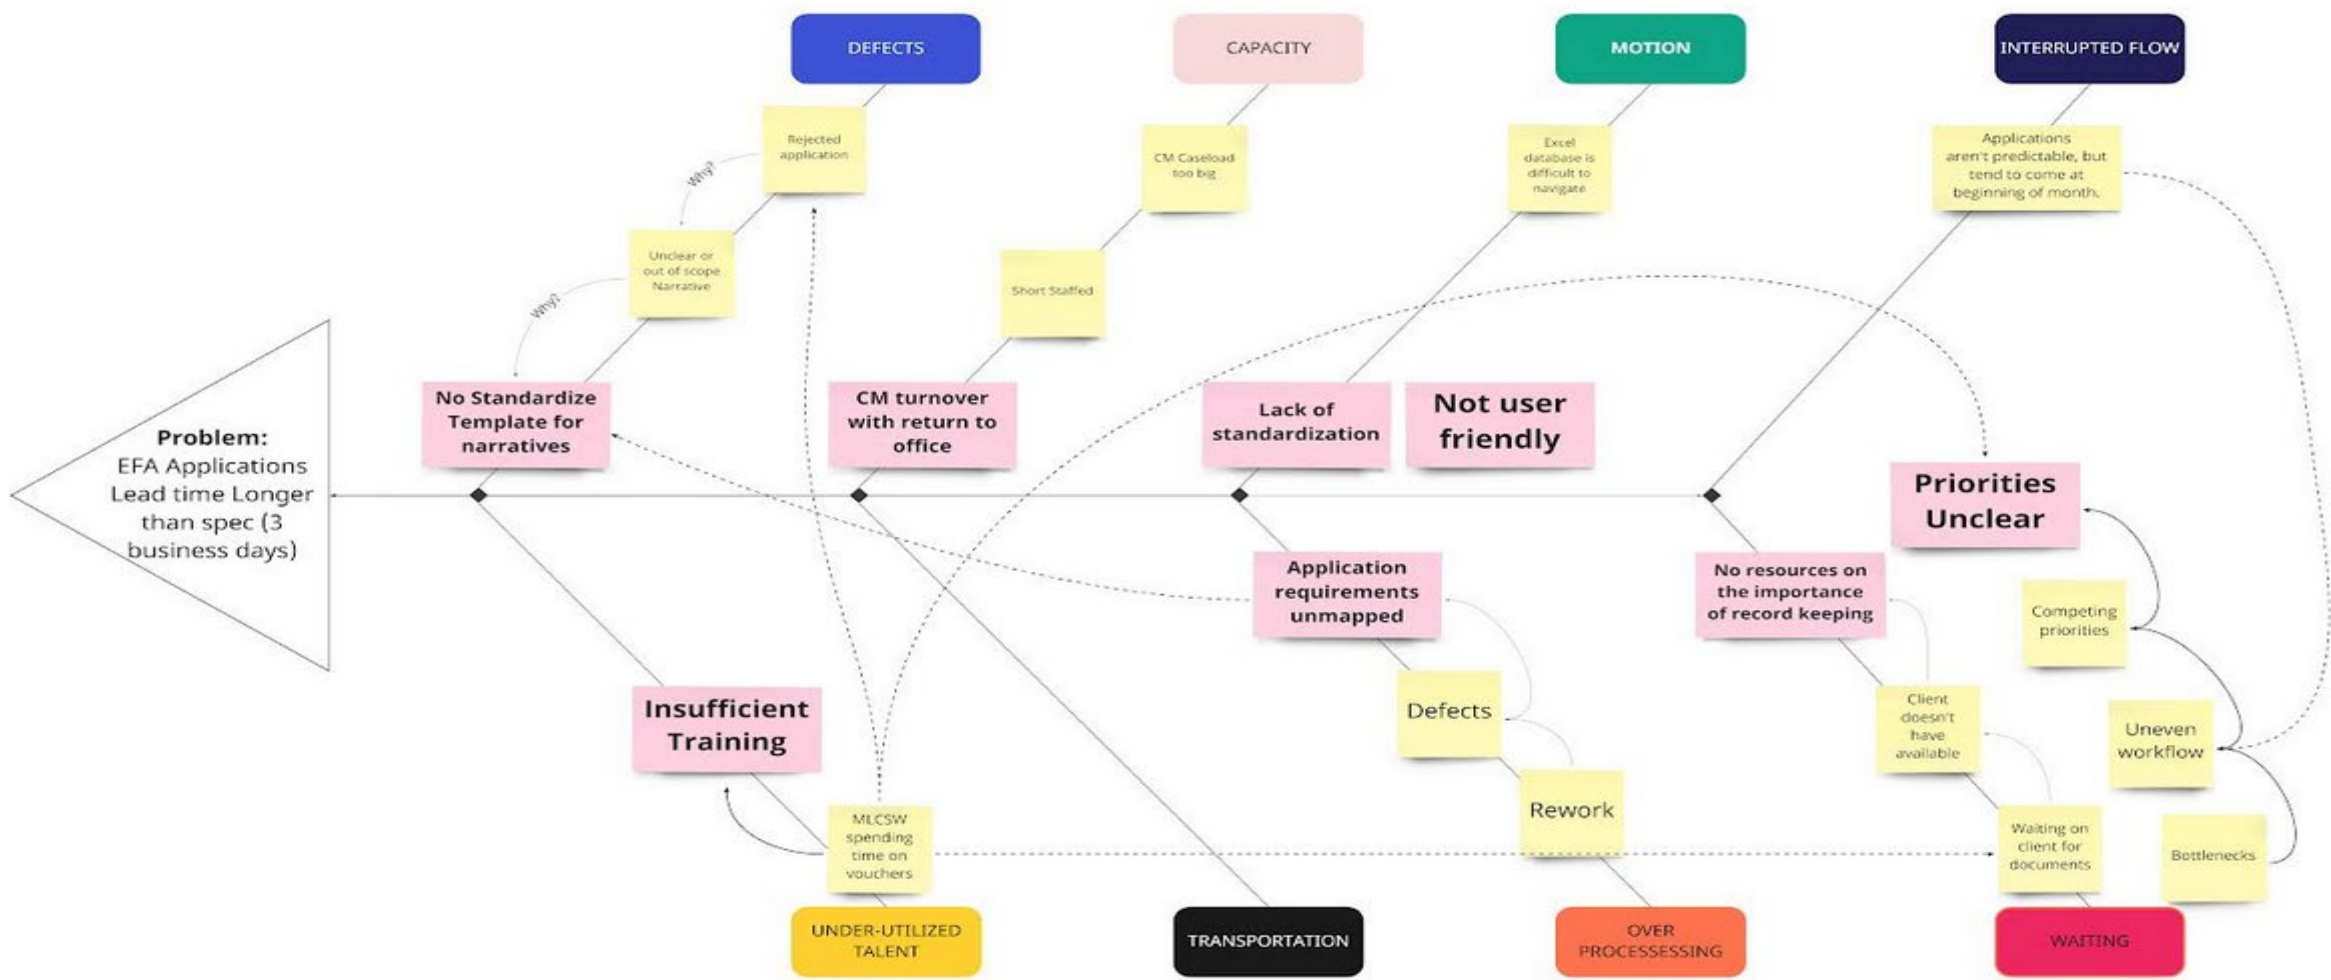 DEFECTS
CAPACITY
MOTION
INTERRUPTED FLOW
Rejected
application
Why?
Unclear or
out of scope
Narrative
Why?
No Standardize
Template for
narratives
CM Caseload
too big
Short Staffed
CM turnover
with return to
office
Excel
database is
difficult to
navigate
Lack of
standardization
Not user
friendly
Applications
aren't predictable, but
tend to come at
beginning of month.
Problem:
EFA Applications
Lead time Longer
than spec (3
business days)
Priorities
Unclear
Competing
priorities
Uneven
workflow
Bottlenecks
Insufficient
Training
MLCSW
spending
time on
vouchers
Application
requirements
unmapped
Defects
Rework
No resources on
the importance
of record keeping
Client
doesn't
have
available
Waiting on
client for
documents
UNDER-UTILIZED
TALENT
TRANSPORTATION
OVER
PROCESSESSING
WAITING